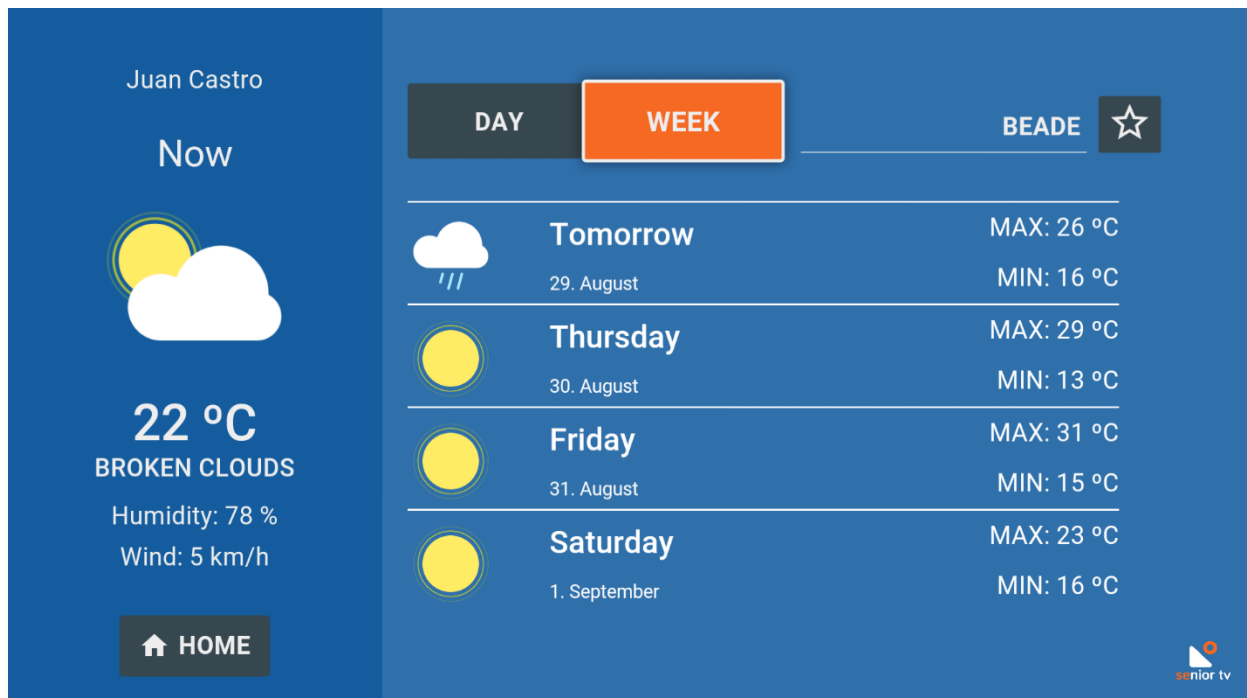 Juan Castro
Now
22 ºC
BROKEN CLOUDS
Humidity: 78 %
Wind: 5 km/h
HOME
DAY
WEEK
BEADE
Tomorrow
29. August
MAX: 26 ºC
MIN: 16 ºC
Thursday
30. August
MAX: 29 ºC
MIN: 13 ºC
Friday
31. August
MAX: 31 ºC
MIN: 15 ºC
Saturday
1. September
MAX: 23 ºC
MIN: 16 ºC
senior tv